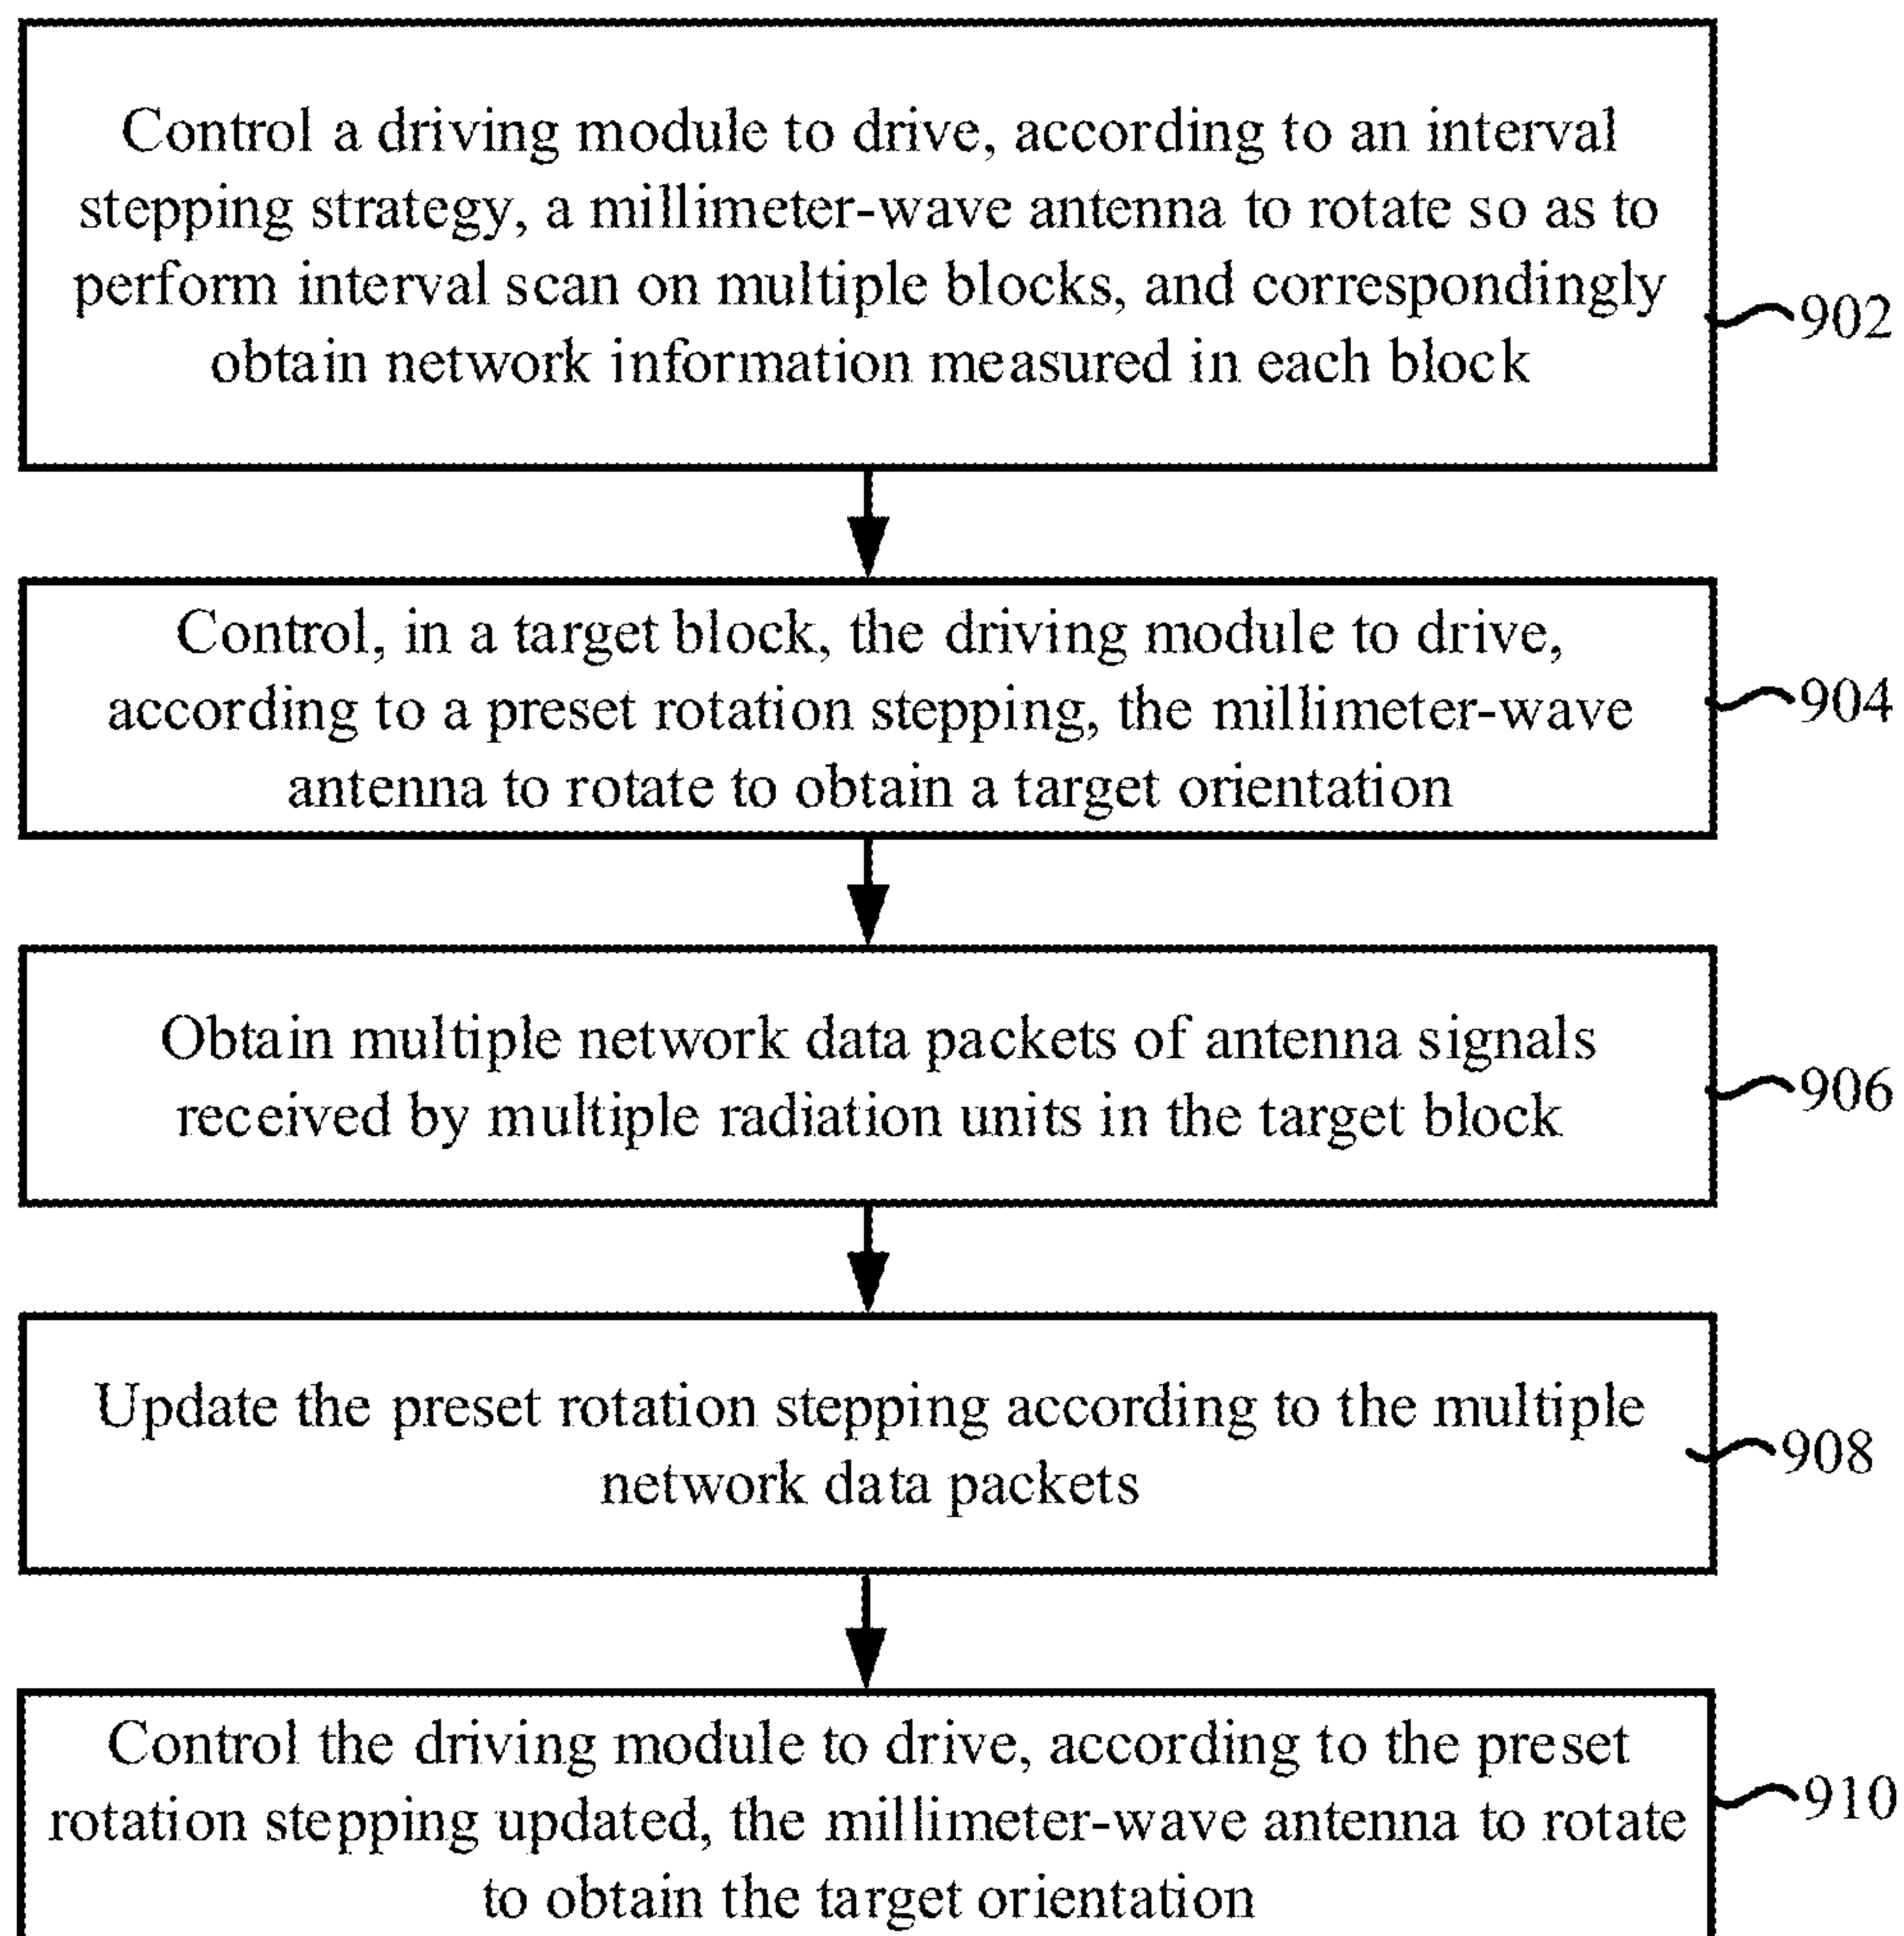 Control a driving module to drive, according to an interval
stepping strategy, a millimeter-wave antenna to rotate so as to
perform interval scan on multiple blocks, and correspondingly
obtain network information measured in each block
902
Control, in a target block, the driving module to drive,
according to a preset rotation stepping, the millimeter-wave
antenna to rotate to obtain a target orientation
904
Obtain multiple network data packets of antenna signals
received by multiple radiation units in the target block
906
Update the preset rotation stepping according to the multiple
network data packets
908
Control the driving module to drive, according to the preset
rotation stepping updated, the millimeter-wave antenna to rotate
to obtain the target orientation
910